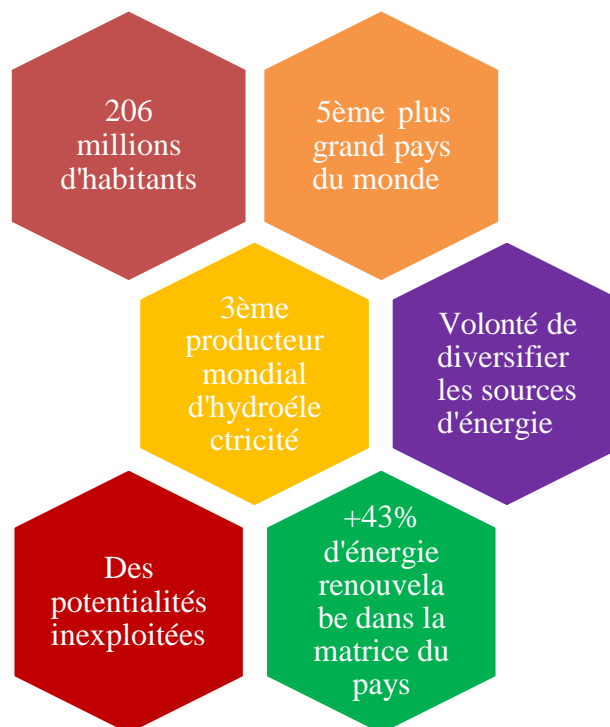 206
millions
d'habitants
5ème plus
grand pays
du monde
3ème
producteur
mondial
d'hydroéle
ctricité
Volonté de
diversifier
les sources
d'énergie
Des
potentialités
inexploitées
+43%
d'énergie
renouvela
be dans la
matrice du
pays